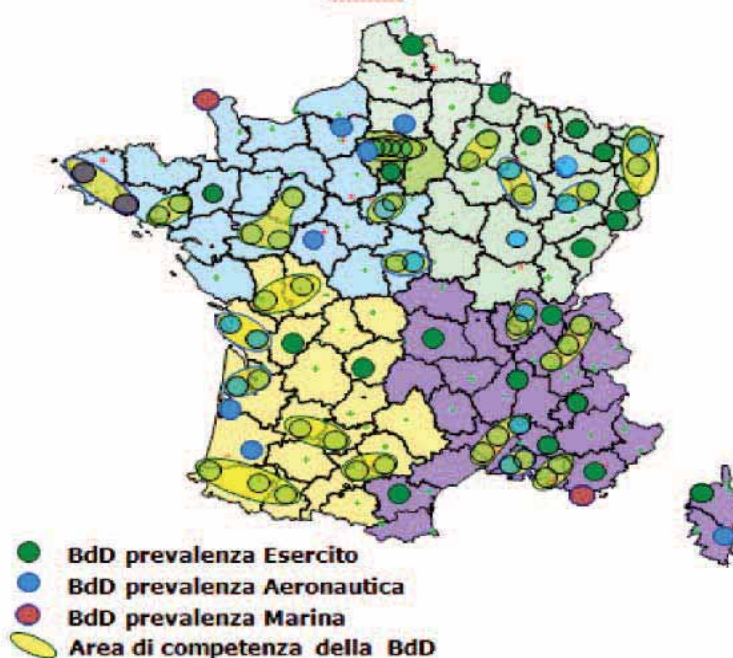 BdD prevalenza Esercito
BdD prevalenza Aeronautica
BdD prevalenza Marina
Area di competenza della BdD